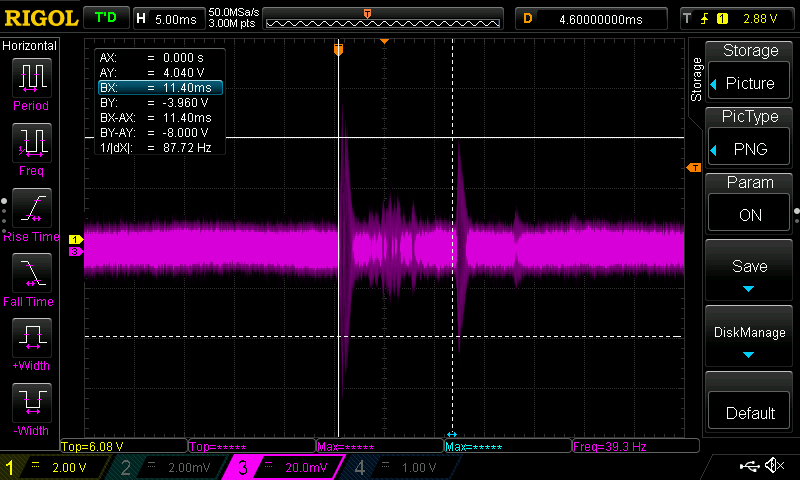 RIGOL T'D H 5.00ms 50.0MSa/s 3.00M pts T D 4.60000000ms T 1 2.88 V
Horizontal
Period
Freq
Rise Time
Fall Time
+Width
-Width
AX: = 0.000 s
AY: = 4.040 V
BX: = 11.40ms
BY: = -3.960 V
BX-AX: = 11.40ms
BY-AY: = -8.000 V
1/|dX|: = 87.72 Hz
T
1
3
T
Storage
Storage
Picture
PicType
PNG
Param
ON
Save
DiskManage
Default
Top=6.08 V Top=***** Max=***** Max=***** Freq=39.3 Hz
1 = 2.00 V 2 = 2.00mV 3 = 20.0mV 4 = 1.00 V